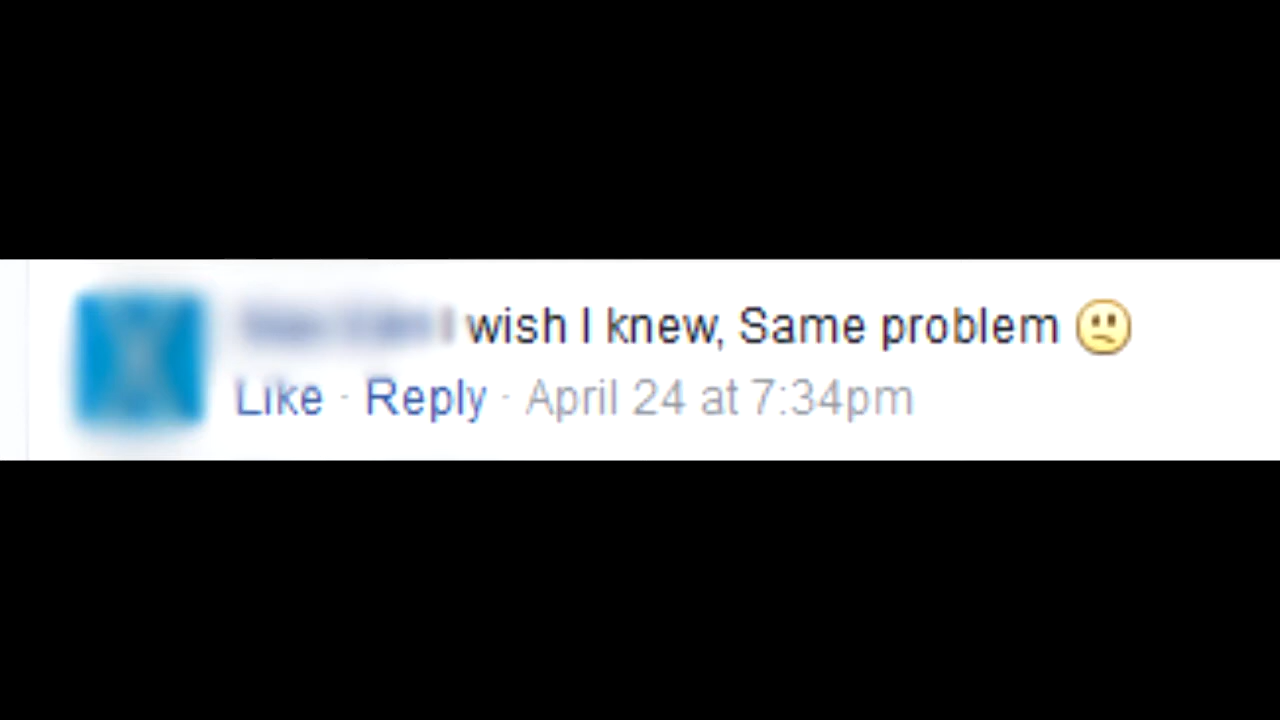 I wish I knew, Same problem 🫤
Like · Reply · April 24 at 7:34pm